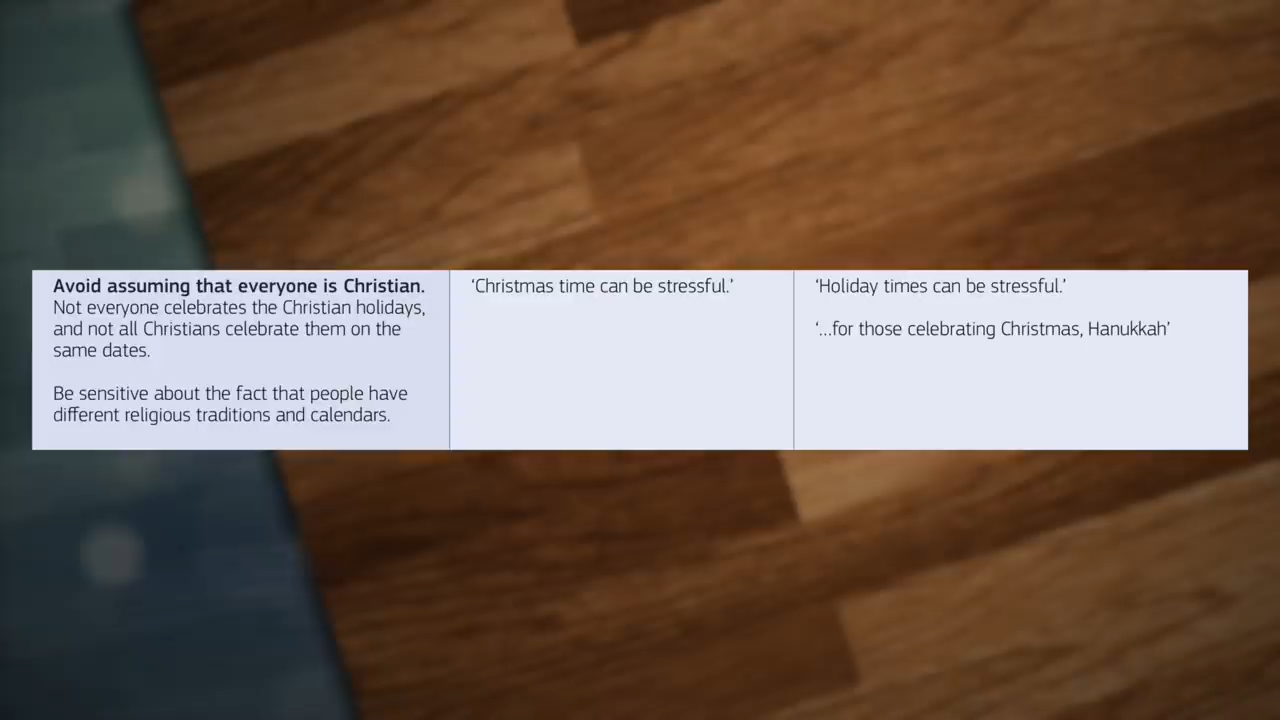 Avoid assuming that everyone is Christian.
Not everyone celebrates the Christian holidays,
and not all Christians celebrate them on the
same dates.
Be sensitive about the fact that people have
different religious traditions and calendars.
‘Christmas time can be stressful.’
‘Holiday times can be stressful.’
‘...for those celebrating Christmas, Hanukkah’